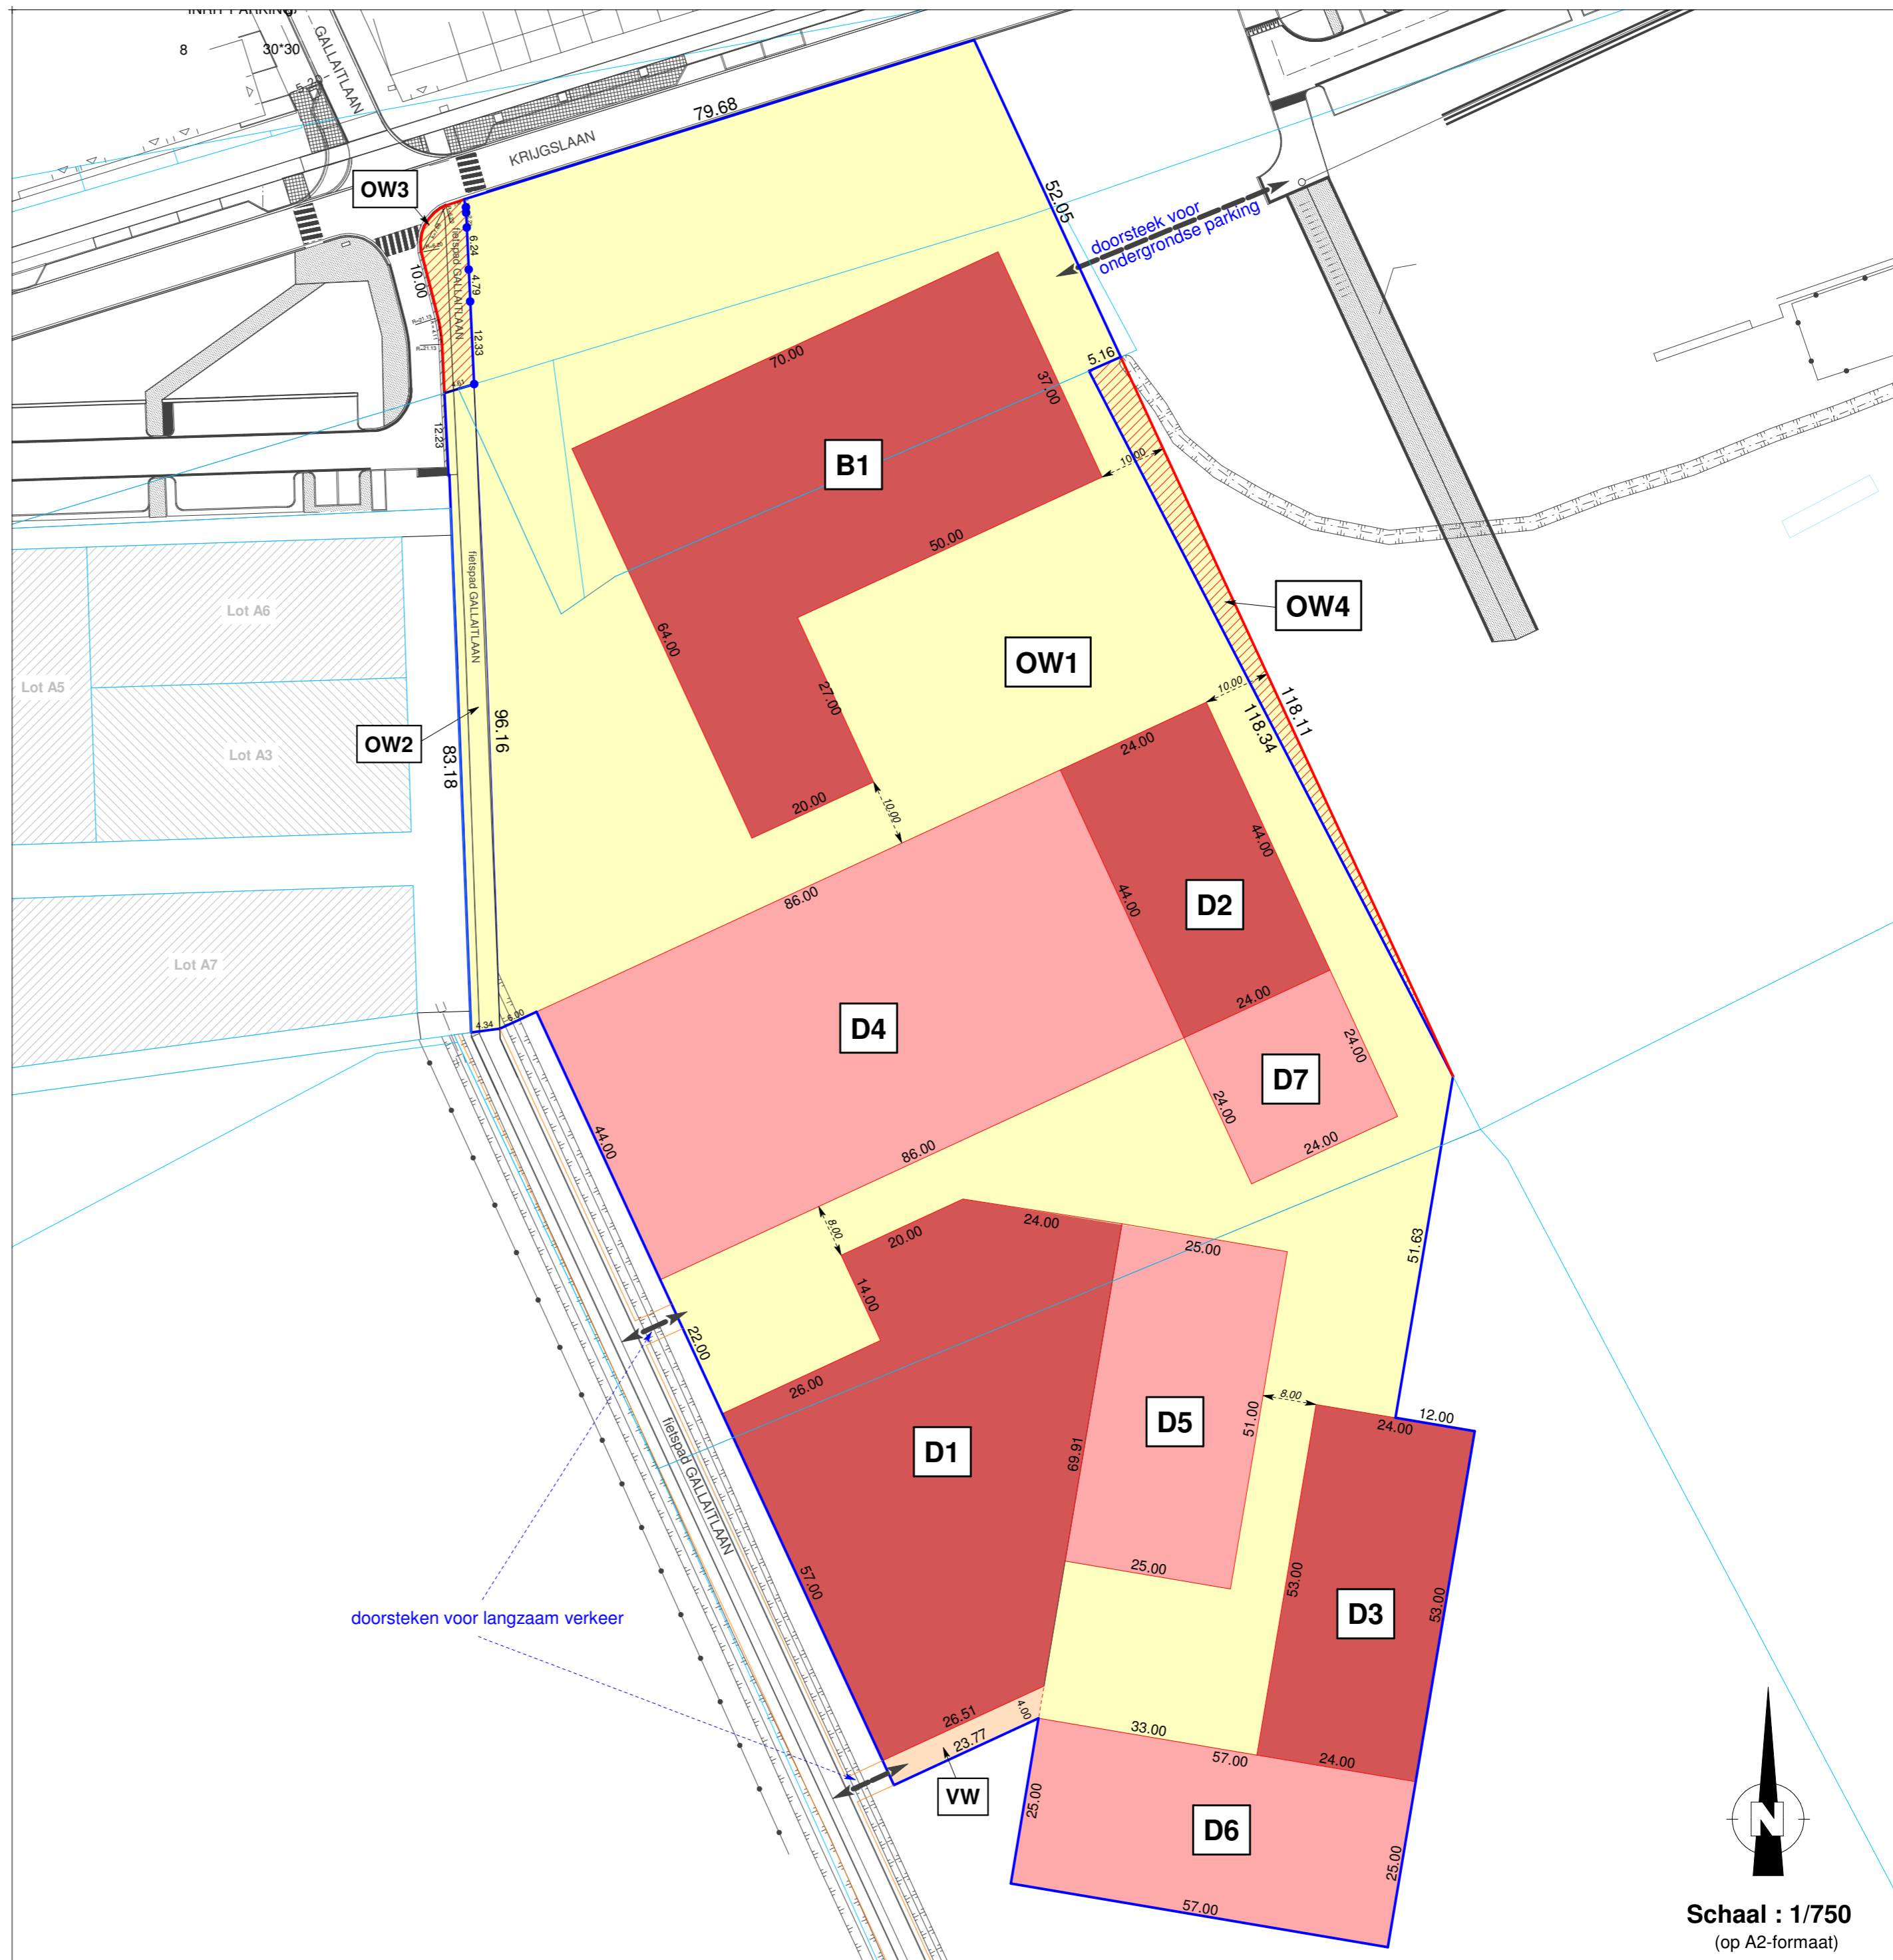 8
30*30
GALLAITLAAN
79.68
KRIJGSLAAN
OW3
52.05
doorsteek voor
ondergrondse parking
6.24
4.79
12.33
10.00
fietspad GALLAITLAAN
4.61
12.23
5.16
70.00
37.00
B1
10.00
50.00
64.00
27.00
20.00
10.00
OW1
OW4
10.00
118.11
118.34
Lot A6
Lot A5
Lot A3
Lot A7
fietspad GALLAITLAAN
OW2
96.16
83.18
24.00
44.00
44.00
D2
24.00
86.00
D4
4.34
6.00
44.00
86.00
D7
24.00
24.00
24.00
8.00
20.00
24.00
25.00
14.00
22.00
26.00
51.63
D1
69.91
D5
51.00
25.00
8.00
12.00
24.00
53.00
D3
53.00
57.00
fietspad GALLAITLAAN
doorsteken voor langzaam verkeer
26.51
4.00
23.77
VW
33.00
57.00
24.00
25.00
D6
25.00
57.00
N
Schaal : 1/750
(op A2-formaat)